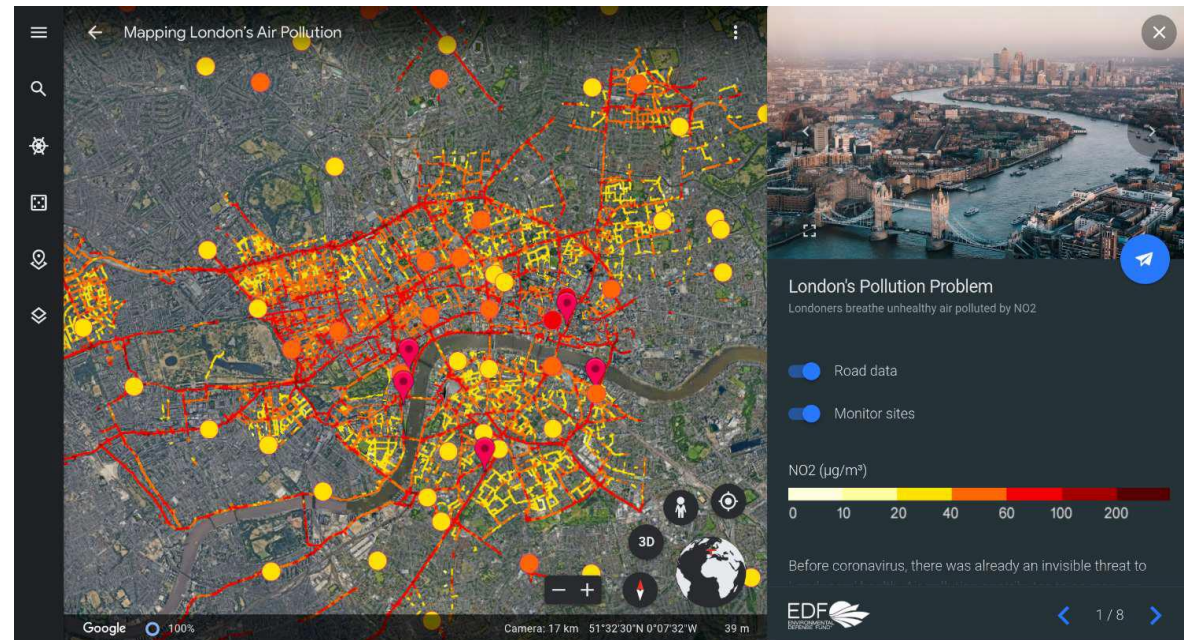 Mapping London's Air Pollution
London's Pollution Problem
Londoners breathe unhealthy air polluted by NO2
Road data
Monitor sites
NO2 (µg/m³)
0 10 20 40 60 100 200
Before coronavirus, there was already an invisible threat to
3D
Google 100% Camera: 17 km 51°32'30"N 0°07'32"W 39 m
EDF
ENVIRONMENTAL
DEFENSE FUND
1 / 8